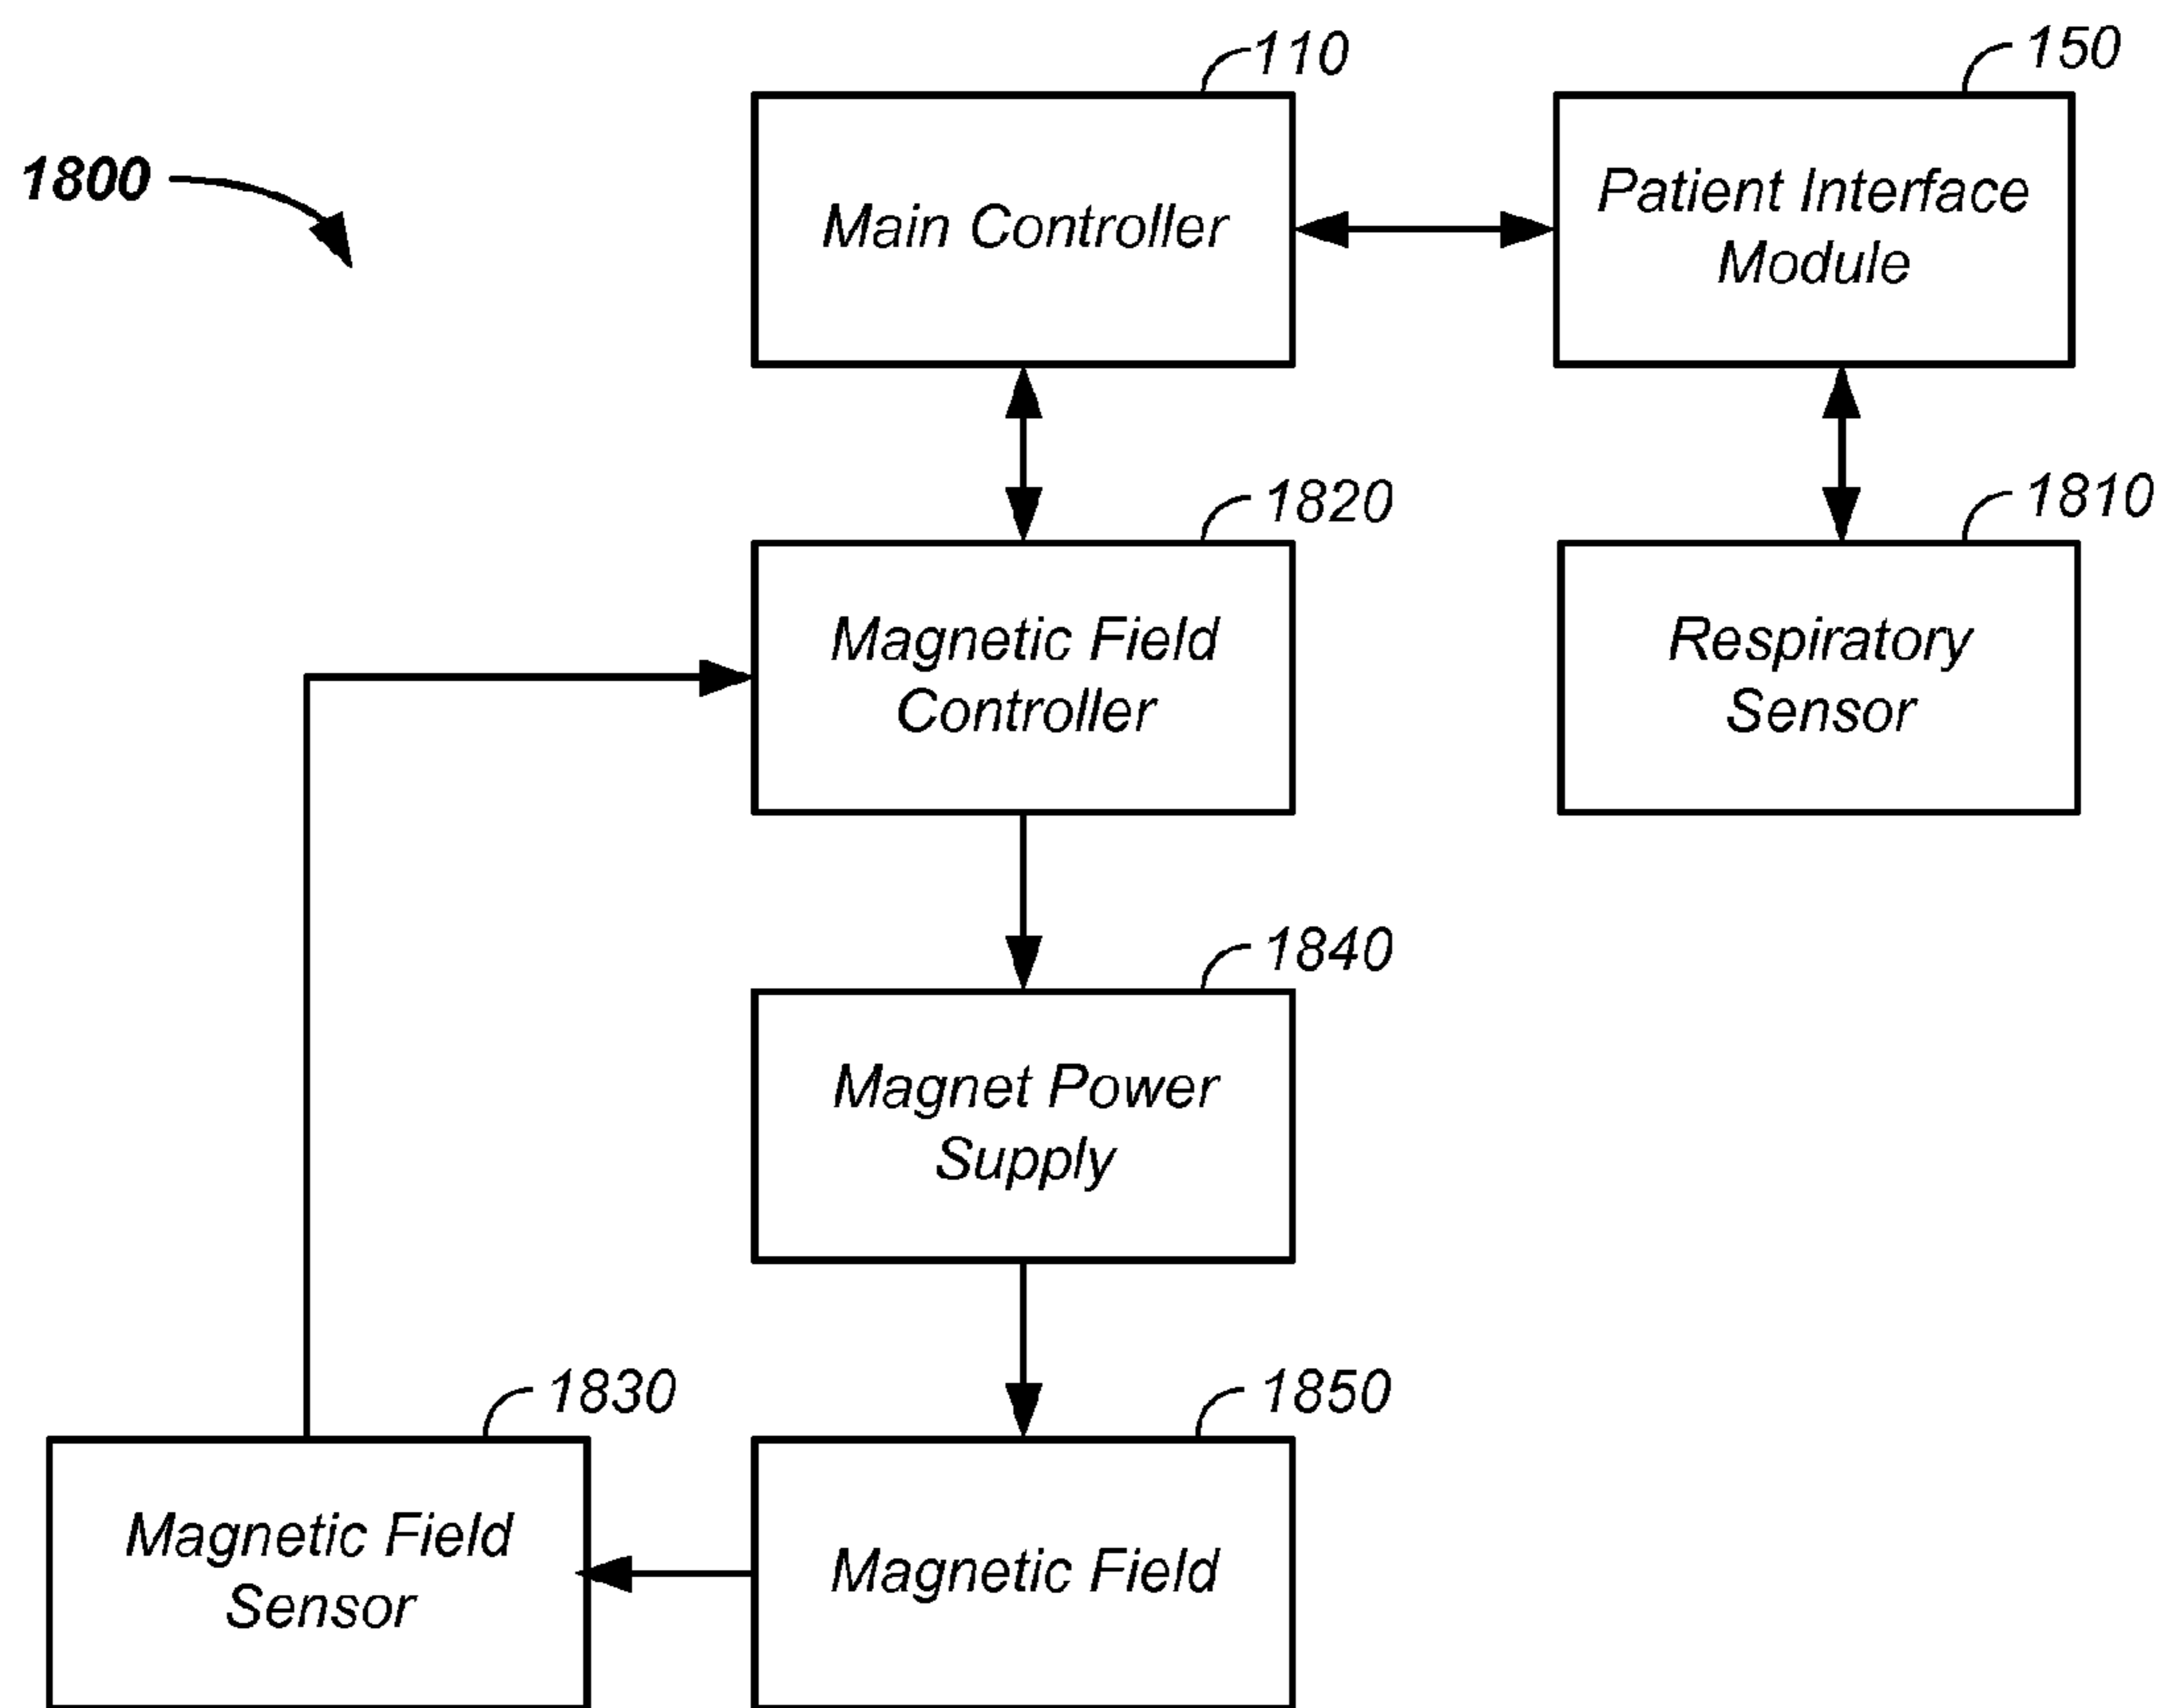 110
150
1800
Main Controller
Patient Interface
Module
1820
1810
Magnetic Field
Controller
Respiratory
Sensor
1840
Magnet Power
Supply
1830
1850
Magnetic Field
Sensor
Magnetic Field